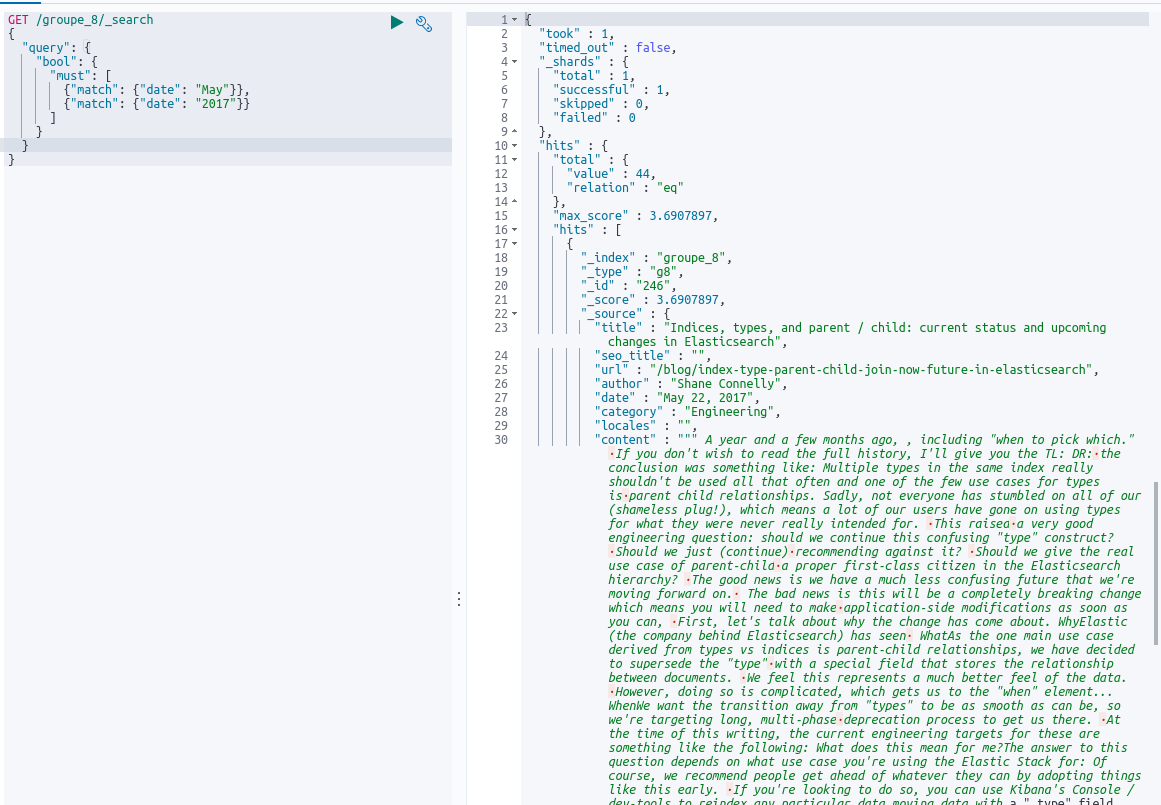 GET /groupe_8/_search
{
"query": {
"bool": {
"must": [
{"match": {"date": "May"}},
{"match": {"date": "2017"}}
]
}
}
}
1 {
2 "took" : 1,
3 "timed_out" : false,
4 "_shards" : {
5 "total" : 1,
6 "successful" : 1,
7 "skipped" : 0,
8 "failed" : 0
9 },
10 "hits" : {
11 "total" : {
12 "value" : 44,
13 "relation" : "eq"
14 },
15 "max_score" : 3.6907897,
16 "hits" : [
17 {
18 "_index" : "groupe_8",
19 "_type" : "g8",
20 "_id" : "246",
21 "_score" : 3.6907897,
22 "_source" : {
23 "title" : "Indices, types, and parent / child: current status and upcoming
changes in Elasticsearch",
24 "seo_title" : "",
25 "url" : "/blog/index-type-parent-child-join-now-future-in-elasticsearch",
26 "author" : "Shane Connelly",
27 "date" : "May 22, 2017",
28 "category" : "Engineering",
29 "locales" : "",
30 "content" : """ A year and a few months ago, , including "when to pick which."
·If you don't wish to read the full history, I'll give you the TL: DR:·the
conclusion was something like: Multiple types in the same index really
shouldn't be used all that often and one of the few use cases for types
is·parent child relationships. Sadly, not everyone has stumbled on all of our
(shameless plug!), which means a lot of our users have gone on using types
for what they were never really intended for. ·This raised·a very good
engineering question: should we continue this confusing "type" construct?
·Should we just (continue)·recommending against it? ·Should we give the real
use case of parent-child·a proper first-class citizen in the Elasticsearch
hierarchy? ·The good news is we have a much less confusing future that we're
moving forward on.· The bad news is this will be a completely breaking change
which means you will need to make·application-side modifications as soon as
you can, ·First, let's talk about why the change has come about. WhyElastic
(the company behind Elasticsearch) has seen· WhatAs the one main use case
derived from types vs indices is parent-child relationships, we have decided
to supersede the "type"·with a special field that stores the relationship
between documents. ·We feel this represents a much better feel of the data.
·However, doing so is complicated, which gets us to the "when" element...
WhenWe want the transition away from "types" to be as smooth as can be, so
we're targeting long, multi-phase·deprecation process to get us there. ·At
the time of this writing, the current engineering targets for these are
something like the following: What does this mean for me?The answer to this
question depends on what use case you're using the Elastic Stack for: Of
course, we recommend people get ahead of whatever they can by adopting things
like this early. ·If you're looking to do so, you can use Kibana's Console /
dev-tools to reindex any particular data moving data with a "_type" field